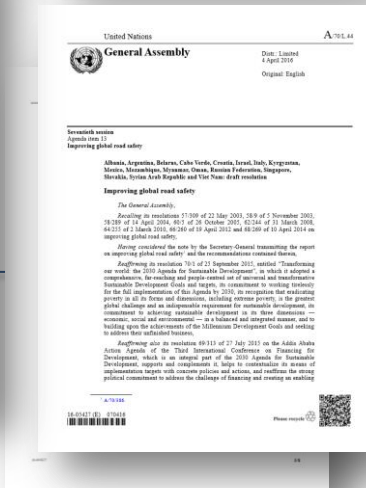 United Nations
A/70/L.44
General Assembly
Distr.: Limited
4 April 2016
Original: English
Seventieth session
Agenda item 13
Improving global road safety
Albania, Argentina, Belarus, Cabo Verde, Croatia, Israel, Italy, Kyrgyzstan,
Mexico, Mozambique, Myanmar, Oman, Russian Federation, Singapore,
Slovakia, Syrian Arab Republic and Viet Nam: draft resolution
Improving global road safety
The General Assembly,
Recalling its resolutions 57/309 of 22 May 2003, 58/9 of 5 November 2003,
58/289 of 14 April 2004, 60/5 of 26 October 2005, 62/244 of 31 March 2008,
64/255 of 2 March 2010, 66/260 of 19 April 2012 and 68/269 of 10 April 2014 on
improving global road safety,
Having considered the note by the Secretary-General transmitting the report
on improving global road safety¹ and the recommendations contained therein,
Reaffirming its resolution 70/1 of 25 September 2015, entitled "Transforming
our world: the 2030 Agenda for Sustainable Development", in which it adopted a
comprehensive, far-reaching and people-centred set of universal and transformative
Sustainable Development Goals and targets, its commitment to working tirelessly
for the full implementation of this Agenda by 2030, its recognition that eradicating
poverty in all its forms and dimensions, including extreme poverty, is the greatest
global challenge and an indispensable requirement for sustainable development, its
commitment to achieving sustainable development in its three dimensions —
economic, social and environmental — in a balanced and integrated manner, and to
building upon the achievements of the Millennium Development Goals and seeking
to address their unfinished business,
Reaffirming also its resolution 69/313 of 27 July 2015 on the Addis Ababa
Action Agenda of the Third International Conference on Financing for
Development, which is an integral part of the 2030 Agenda for Sustainable
Development, supports and complements it, helps to contextualize its means of
implementation targets with concrete policies and actions, and reaffirms the strong
political commitment to address the challenge of financing and creating an enabling
¹ A/70/386.
16-05427 (E) 070416
Please recycle